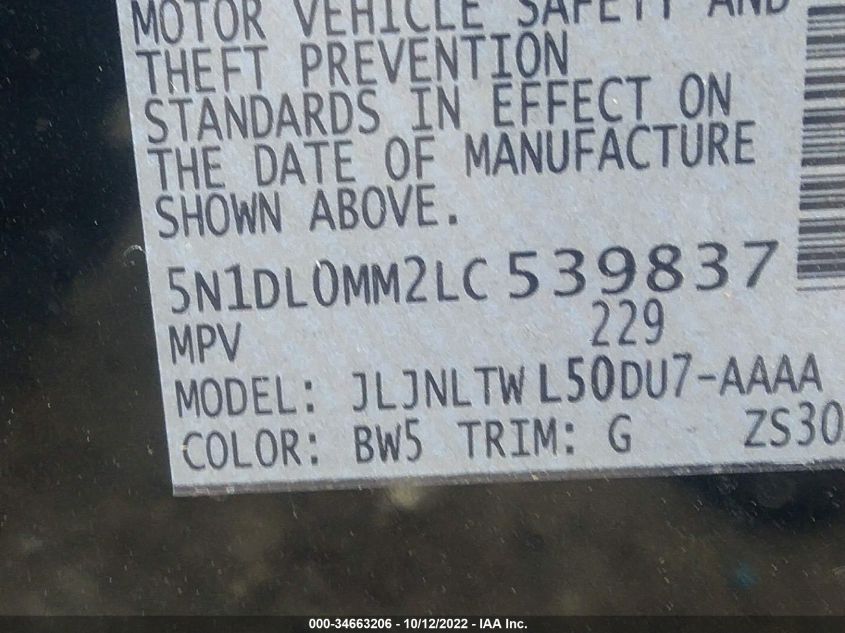 MOTOR VEHICLE SAFETY AND
THEFT PREVENTION
STANDARDS IN EFFECT ON
THE DATE OF MANUFACTURE
SHOWN ABOVE.
5N1DL0MM2LC539837
MPV 229
MODEL: JLJNLTWL50DU7-AAAA
COLOR: BW5 TRIM: G ZS30
000-34663206 - 10/12/2022 - IAA Inc.